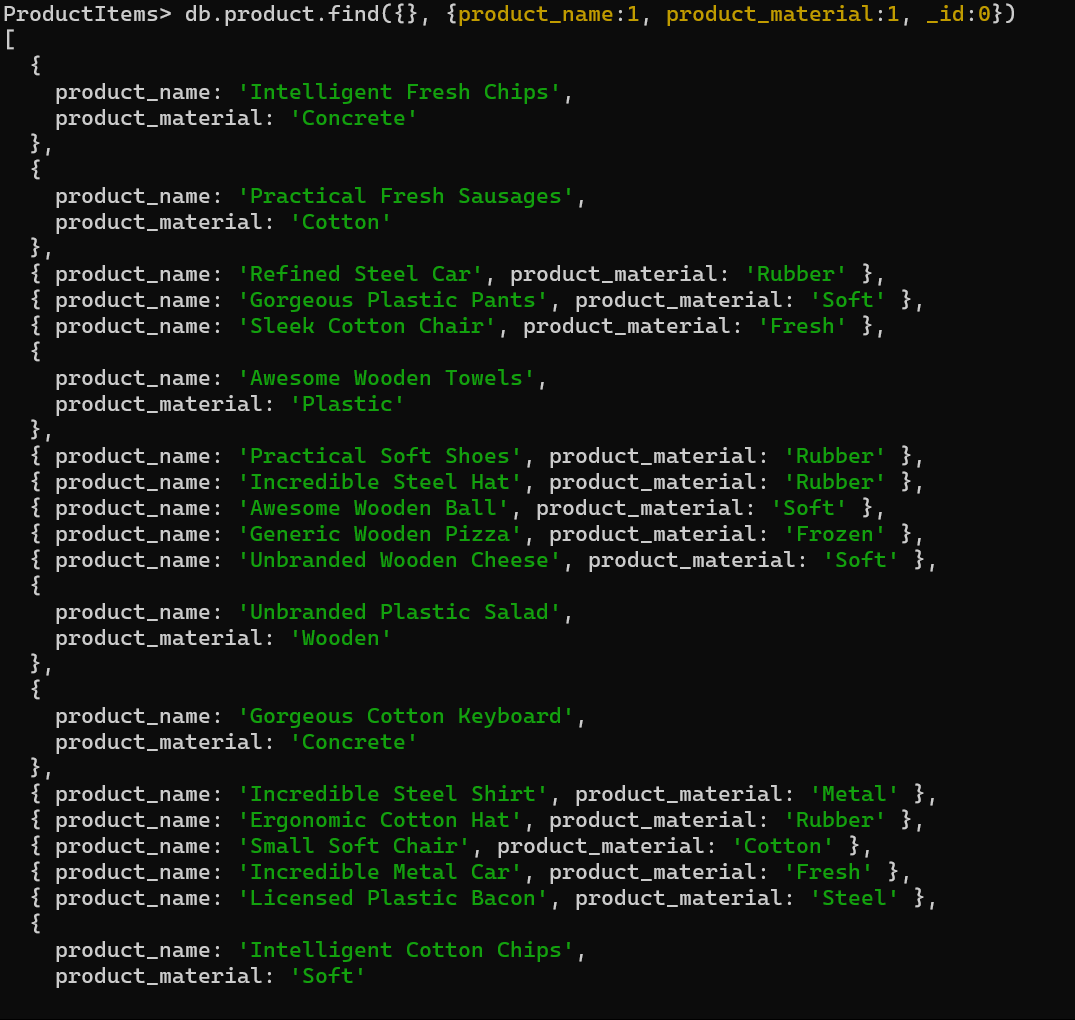 ProductItems> db.product.find({}, {product_name:1, product_material:1, _id:0})
[
  {
    product_name: 'Intelligent Fresh Chips',
    product_material: 'Concrete'
  },
  {
    product_name: 'Practical Fresh Sausages',
    product_material: 'Cotton'
  },
  { product_name: 'Refined Steel Car', product_material: 'Rubber' },
  { product_name: 'Gorgeous Plastic Pants', product_material: 'Soft' },
  { product_name: 'Sleek Cotton Chair', product_material: 'Fresh' },
  {
    product_name: 'Awesome Wooden Towels',
    product_material: 'Plastic'
  },
  { product_name: 'Practical Soft Shoes', product_material: 'Rubber' },
  { product_name: 'Incredible Steel Hat', product_material: 'Rubber' },
  { product_name: 'Awesome Wooden Ball', product_material: 'Soft' },
  { product_name: 'Generic Wooden Pizza', product_material: 'Frozen' },
  { product_name: 'Unbranded Wooden Cheese', product_material: 'Soft' },
  {
    product_name: 'Unbranded Plastic Salad',
    product_material: 'Wooden'
  },
  {
    product_name: 'Gorgeous Cotton Keyboard',
    product_material: 'Concrete'
  },
  { product_name: 'Incredible Steel Shirt', product_material: 'Metal' },
  { product_name: 'Ergonomic Cotton Hat', product_material: 'Rubber' },
  { product_name: 'Small Soft Chair', product_material: 'Cotton' },
  { product_name: 'Incredible Metal Car', product_material: 'Fresh' },
  { product_name: 'Licensed Plastic Bacon', product_material: 'Steel' },
  {
    product_name: 'Intelligent Cotton Chips',
    product_material: 'Soft'